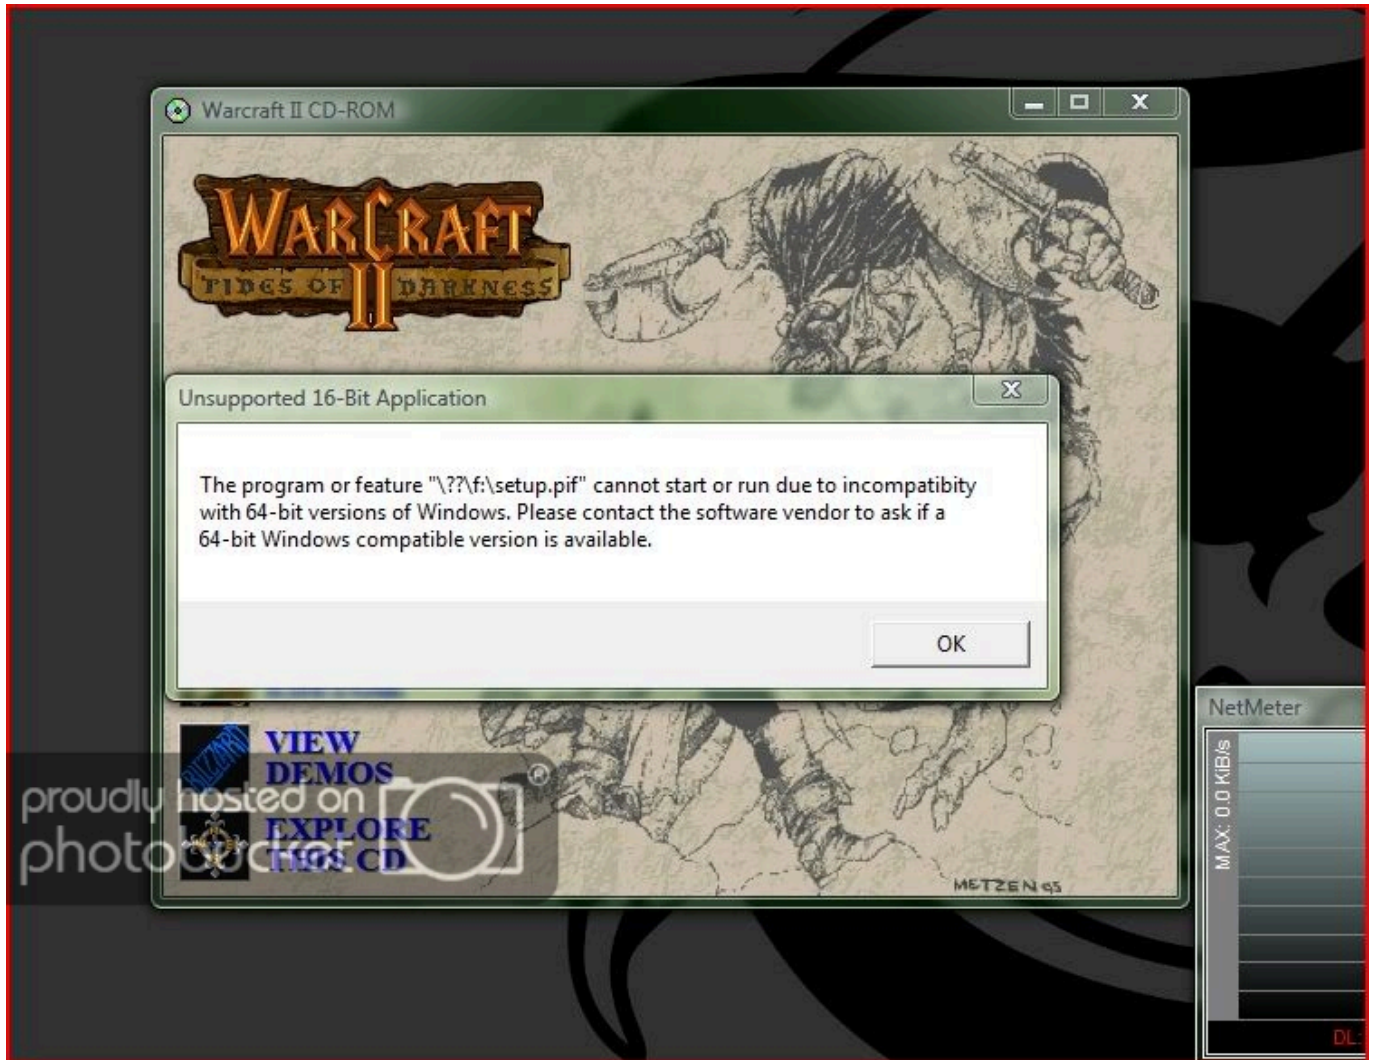 Warcraft II CD-ROM
WARCRAFT
II
TIDES OF DARKNESS
Unsupported 16-Bit Application
The program or feature "\??\f:\setup.pif" cannot start or run due to incompatibity
with 64-bit versions of Windows. Please contact the software vendor to ask if a
64-bit Windows compatible version is available.
OK
BLIZZARD
VIEW
DEMOS
EXPLORE
THIS CD
METZEN 95
proudly hosted on
photobucket
®
NetMeter
MAX: 0.0 KiB/s
DL: